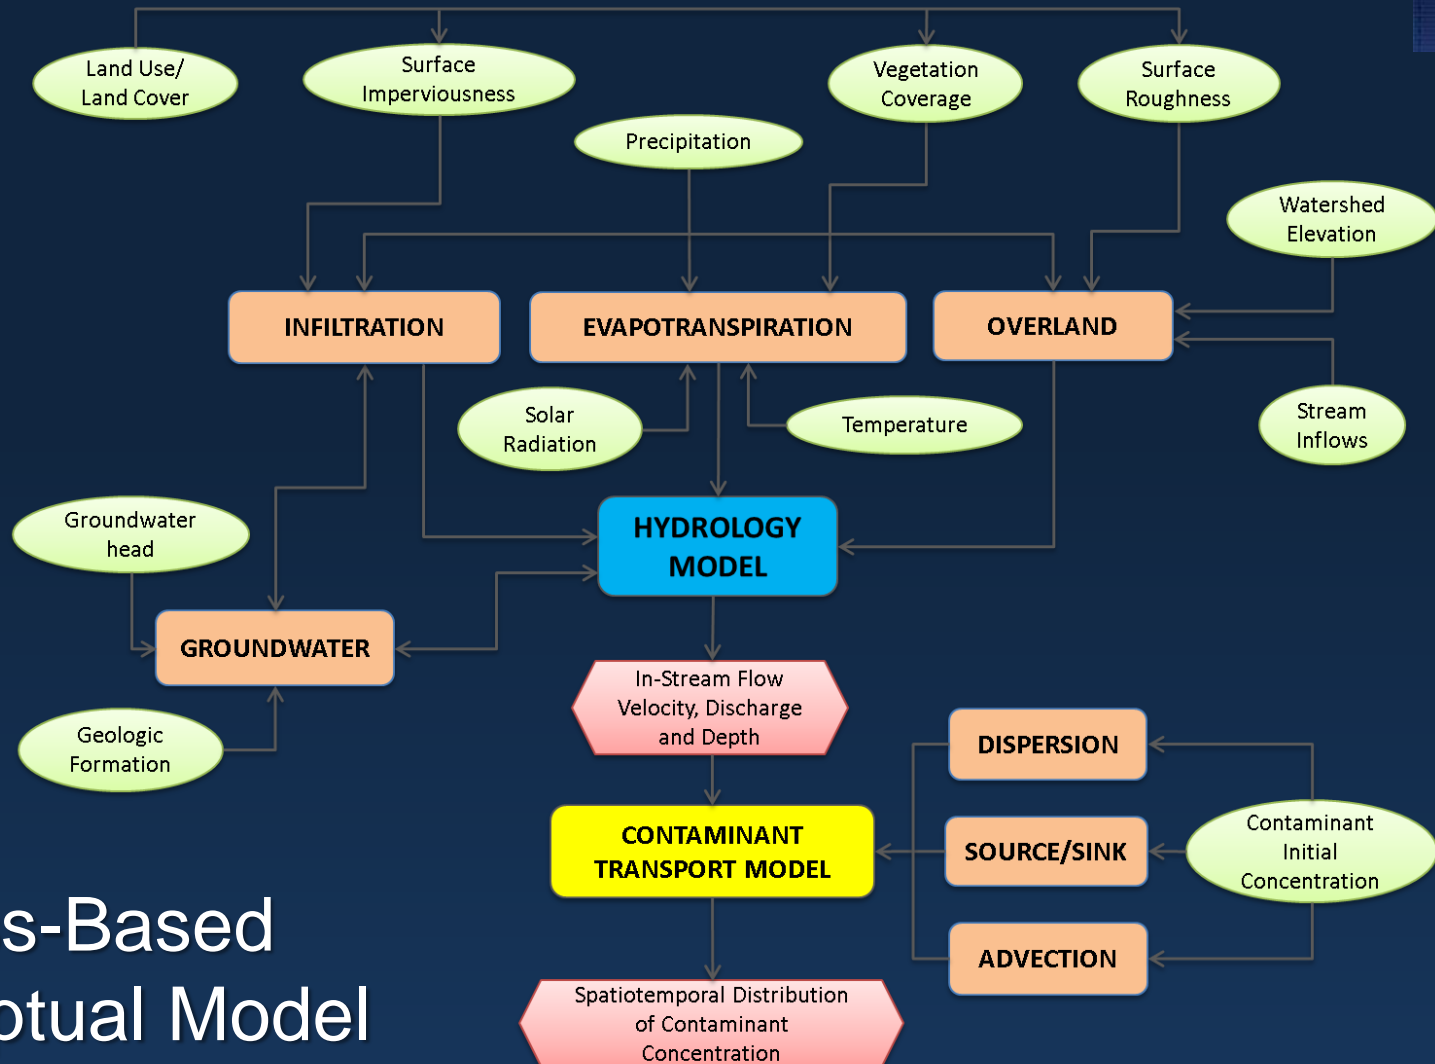 Land Use/
Land Cover
Surface
Imperviousness
Vegetation
Coverage
Surface
Roughness
Precipitation
Watershed
Elevation
INFILTRATION
EVAPOTRANSPIRATION
OVERLAND
Solar
Radiation
Temperature
Stream
Inflows
Groundwater
head
HYDROLOGY
MODEL
GROUNDWATER
In-Stream Flow
Velocity, Discharge
and Depth
Geologic
Formation
DISPERSION
CONTAMINANT
TRANSPORT MODEL
SOURCE/SINK
Contaminant
Initial
Concentration
ADVECTION
s-Based
otual Model
Spatiotemporal Distribution
of Contaminant
Concentration